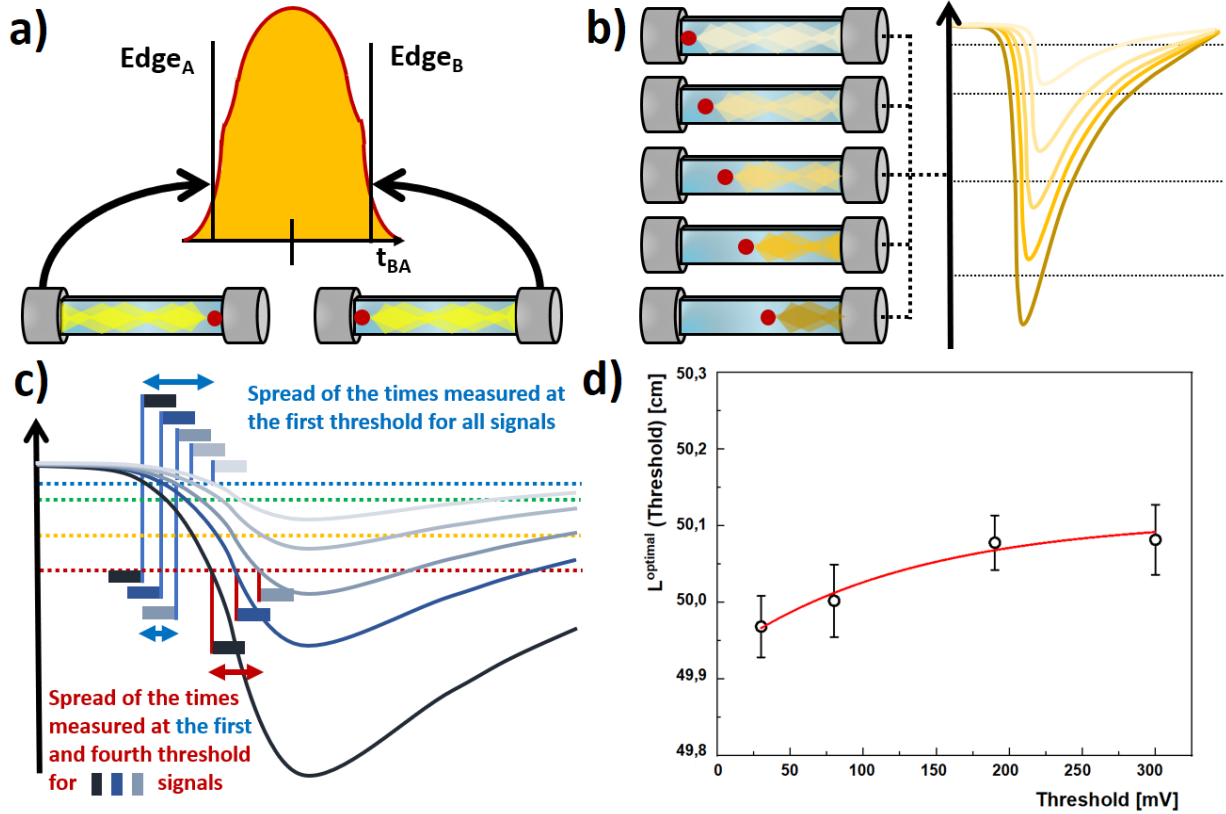 a)
Edge_A
Edge_B
t_BA
b)
c)
Spread of the times measured at
the first threshold for all signals
Spread of the times
measured at the first
and fourth threshold
for signals
d)
L^optimal (Threshold) [cm]
50,3
50,2
50,1
50,0
49,9
49,8
0
50
100
150
200
250
300
Threshold [mV]